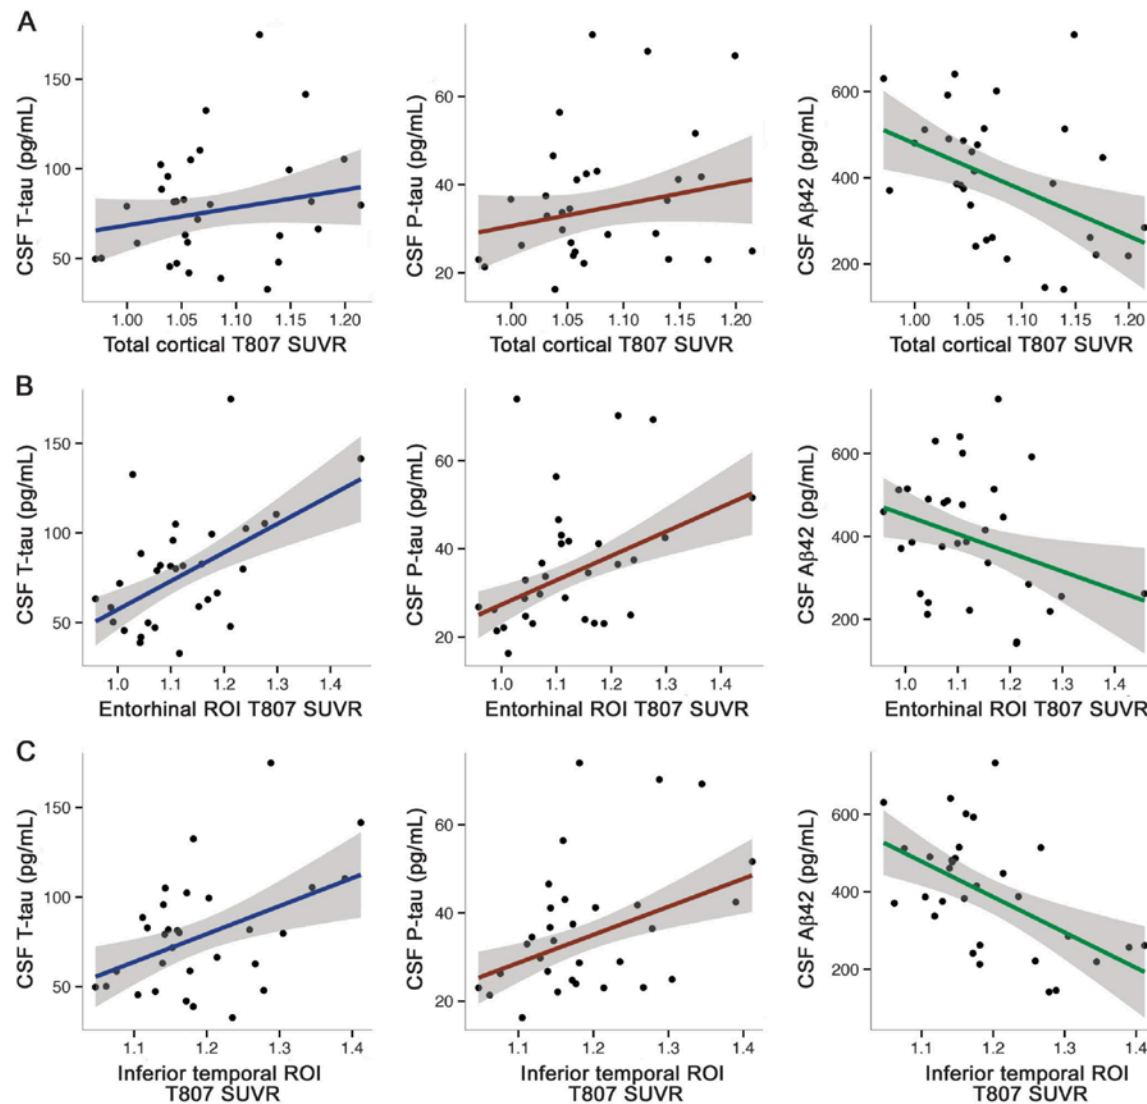 A
CSF T-tau (pg/mL)
150
100
50
1.00 1.05 1.10 1.15 1.20
Total cortical T807 SUVR
CSF P-tau (pg/mL)
60
40
20
1.00 1.05 1.10 1.15 1.20
Total cortical T807 SUVR
CSF Aβ42 (pg/mL)
600
400
200
1.00 1.05 1.10 1.15 1.20
Total cortical T807 SUVR
B
CSF T-tau (pg/mL)
150
100
50
1.0 1.1 1.2 1.3 1.4
Entorhinal ROI T807 SUVR
CSF P-tau (pg/mL)
60
40
20
1.0 1.1 1.2 1.3 1.4
Entorhinal ROI T807 SUVR
CSF Aβ42 (pg/mL)
600
400
200
1.0 1.1 1.2 1.3 1.4
Entorhinal ROI T807 SUVR
C
CSF T-tau (pg/mL)
150
100
50
1.1 1.2 1.3 1.4
Inferior temporal ROI
T807 SUVR
CSF P-tau (pg/mL)
60
40
20
1.1 1.2 1.3 1.4
Inferior temporal ROI
T807 SUVR
CSF Aβ42 (pg/mL)
600
400
200
1.1 1.2 1.3 1.4
Inferior temporal ROI
T807 SUVR